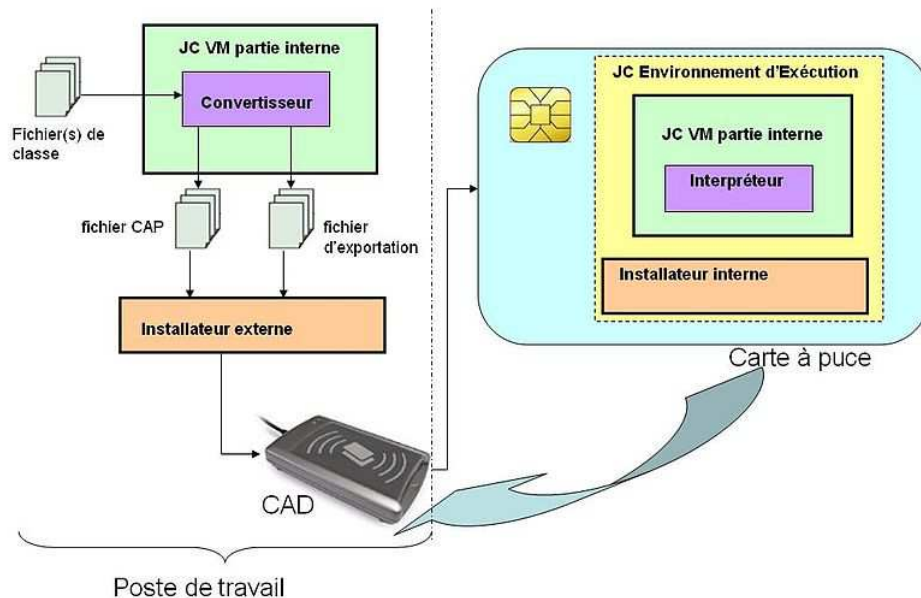 JC VM partie interne
Convertisseur
Fichier(s) de
classe
fichier CAP
fichier
d'exportation
Installateur externe
CAD
Poste de travail
JC Environnement d'Exécution
JC VM partie interne
Interpréteur
Installateur interne
Carte à puce